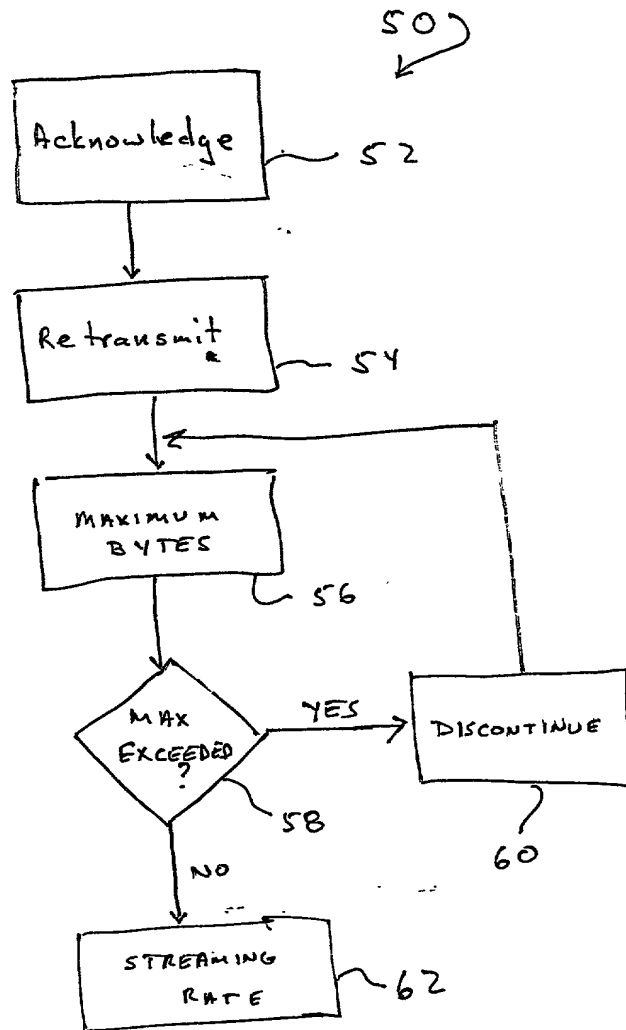 50
Acknowledge
52
Retransmit
54
MAXIMUM
BYTES
56
MAX
EXCEEDED
?
58
YES
DISCONTINUE
60
NO
STREAMING
RATE
62